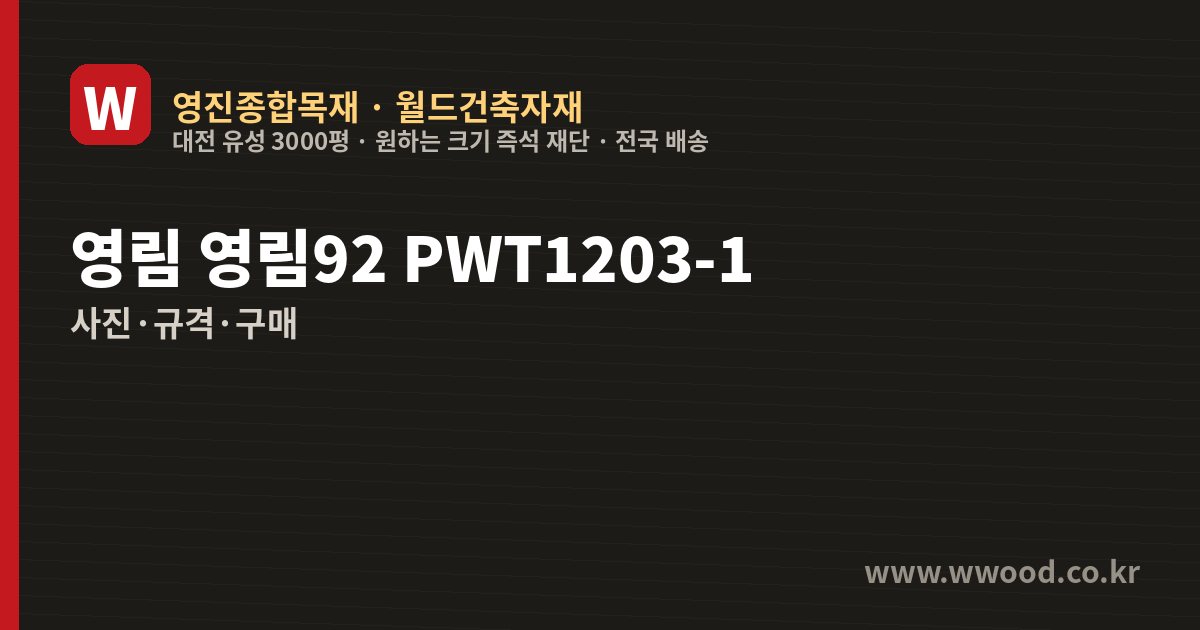 W
영진종합목재 · 월드건축자재
대전 유성 3000평 · 원하는 크기 즉석 재단 · 전국 배송
영림 영림92 PWT1203-1
사진·규격·구매
www.wwood.co.kr